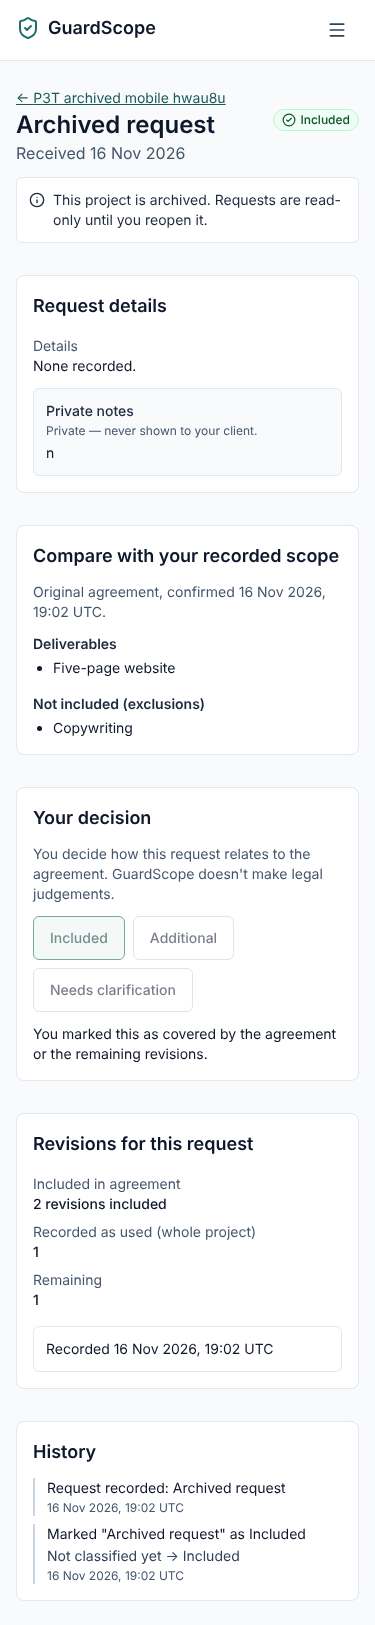 GuardScope
← P3T archived mobile hwau8u
Archived request
Included
Received 16 Nov 2026
This project is archived. Requests are read-
only until you reopen it.
Request details
Details
None recorded.
Private notes
Private — never shown to your client.
n
Compare with your recorded scope
Original agreement, confirmed 16 Nov 2026,
19:02 UTC.
Deliverables
• Five-page website
Not included (exclusions)
• Copywriting
Your decision
You decide how this request relates to the
agreement. GuardScope doesn't make legal
judgements.
Included
Additional
Needs clarification
You marked this as covered by the agreement
or the remaining revisions.
Revisions for this request
Included in agreement
2 revisions included
Recorded as used (whole project)
1
Remaining
1
Recorded 16 Nov 2026, 19:02 UTC
History
Request recorded: Archived request
16 Nov 2026, 19:02 UTC
Marked "Archived request" as Included
Not classified yet → Included
16 Nov 2026, 19:02 UTC